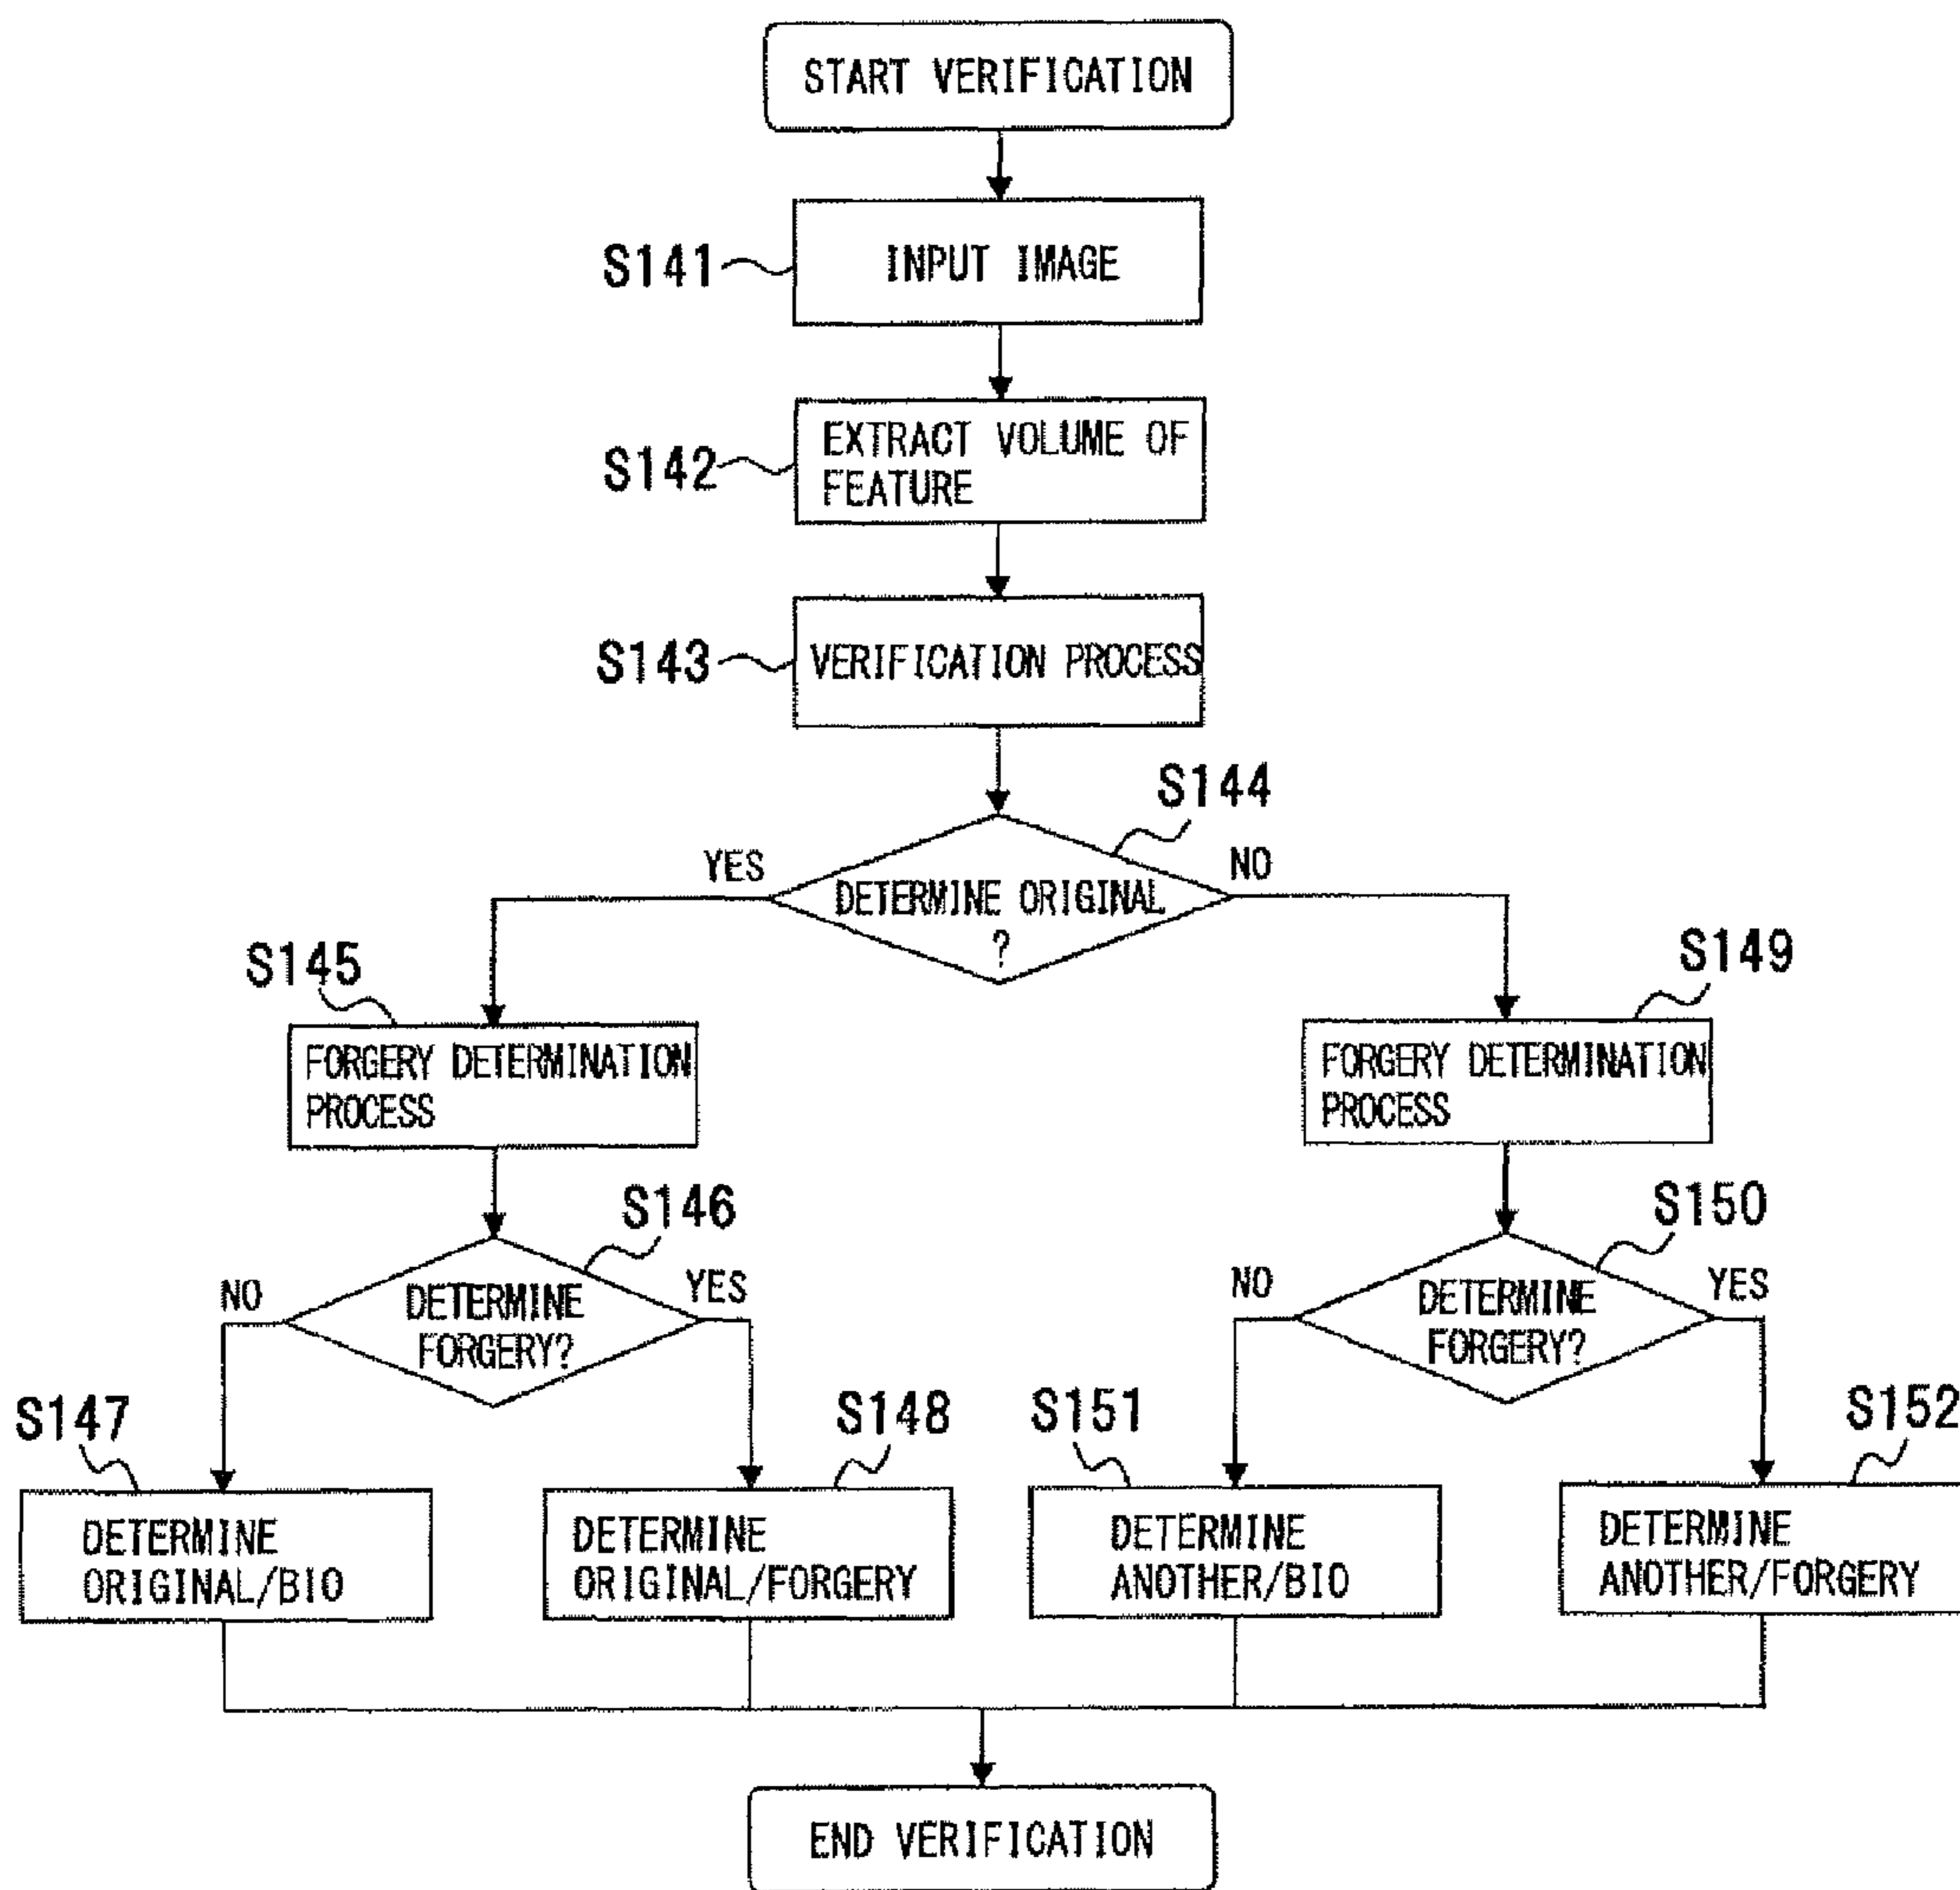 START VERIFICATION
S141
INPUT IMAGE
S142
EXTRACT VOLUME OF
FEATURE
S143
VERIFICATION PROCESS
S144
YES
NO
DETERMINE ORIGINAL
?
S145
S149
FORGERY DETERMINATION
PROCESS
FORGERY DETERMINATION
PROCESS
S146
S150
NO
DETERMINE
FORGERY?
YES
NO
DETERMINE
FORGERY?
YES
S147
S148
S151
S152
DETERMINE
ORIGINAL/BIO
DETERMINE
ORIGINAL/FORGERY
DETERMINE
ANOTHER/BIO
DETERMINE
ANOTHER/FORGERY
END VERIFICATION